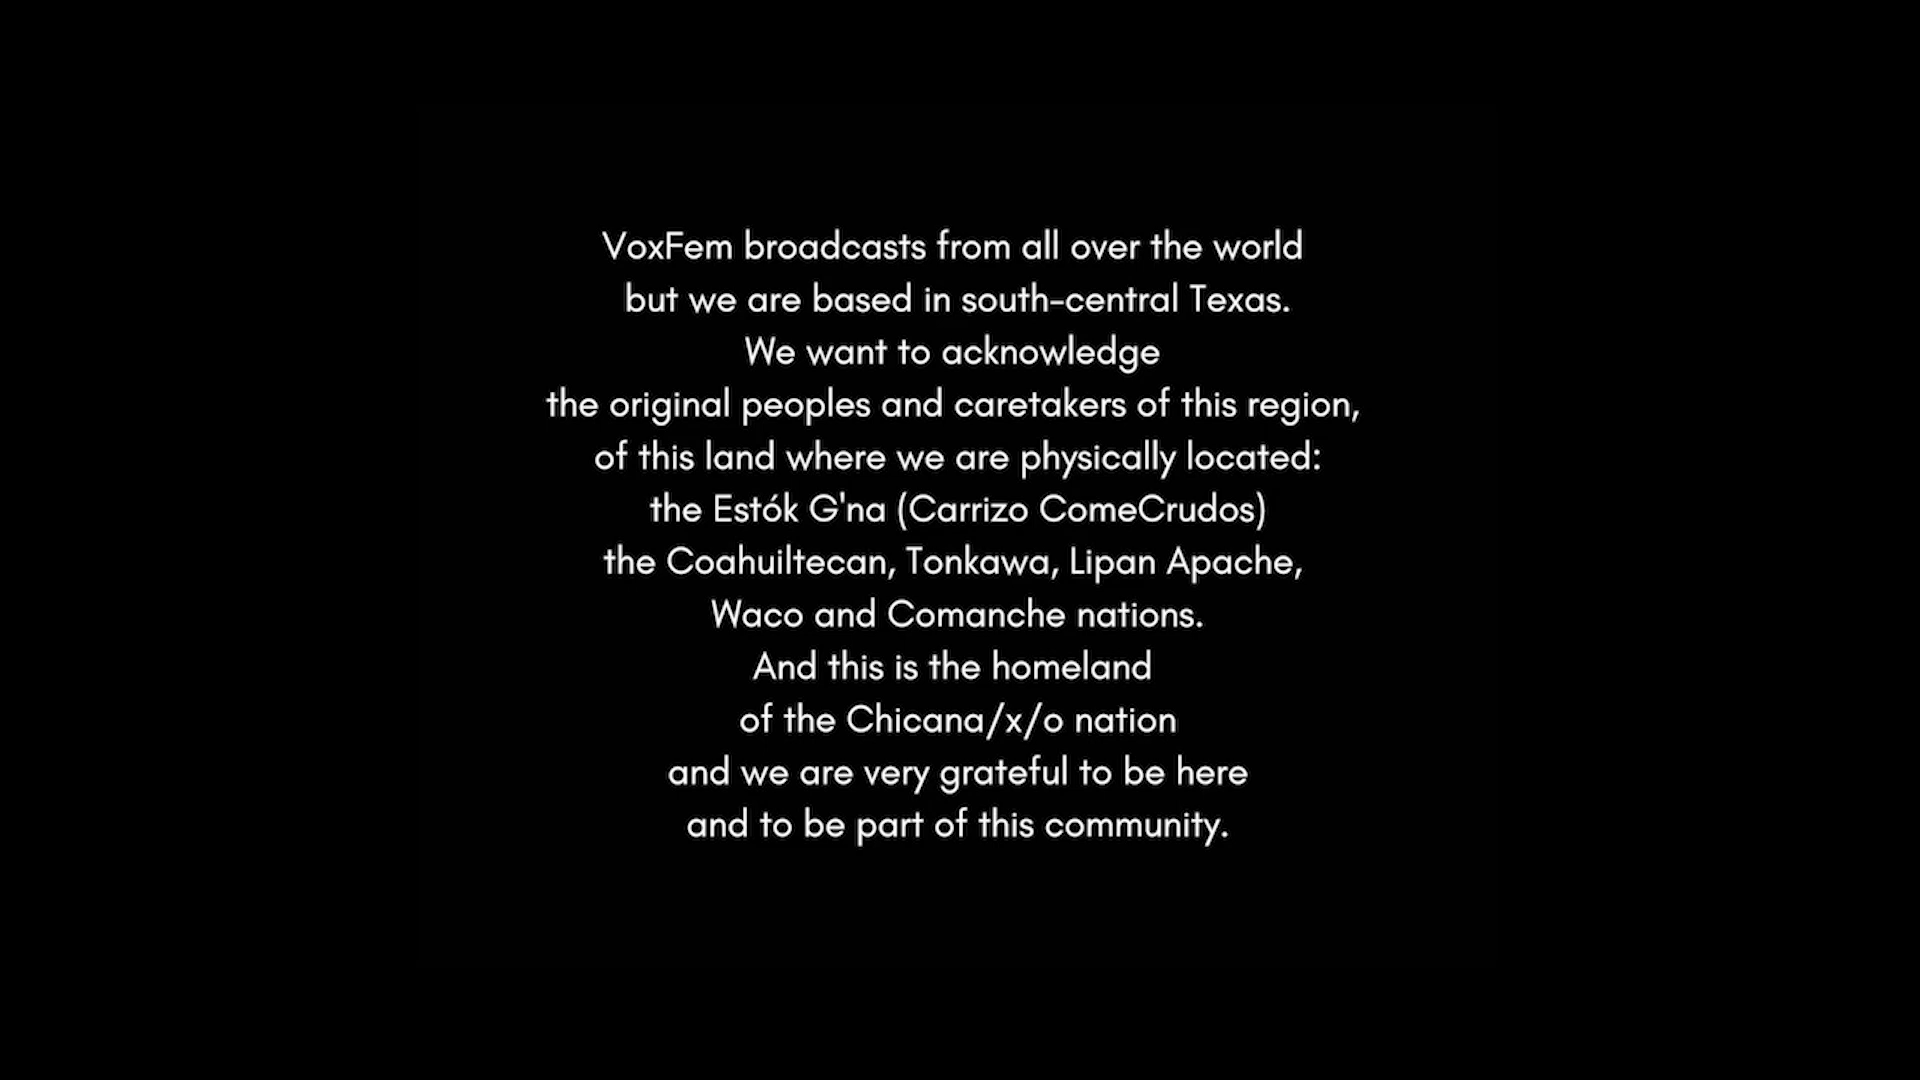 VoxFem broadcasts from all over the world
but we are based in south-central Texas.
We want to acknowledge
the original peoples and caretakers of this region,
of this land where we are physically located:
the Estók G'na (Carrizo ComeCrudos)
the Coahuiltecan, Tonkawa, Lipan Apache,
Waco and Comanche nations.
And this is the homeland
of the Chicana/x/o nation
and we are very grateful to be here
and to be part of this community.